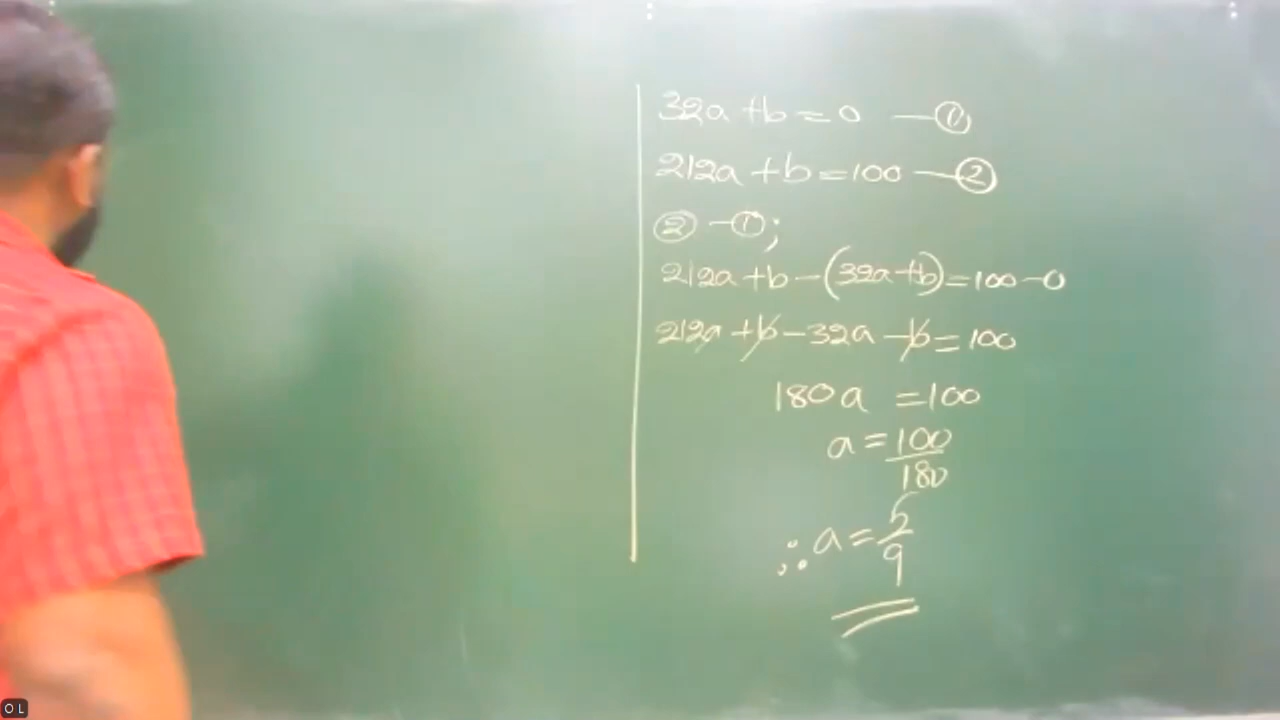 32a + b = 0 — ①
212a + b = 100 — ②
② — ①;
212a + b - (32a + b) = 100 - 0
212a + b - 32a - b = 100
180a = 100
a = 100/180
∴ a = 5/9
O L